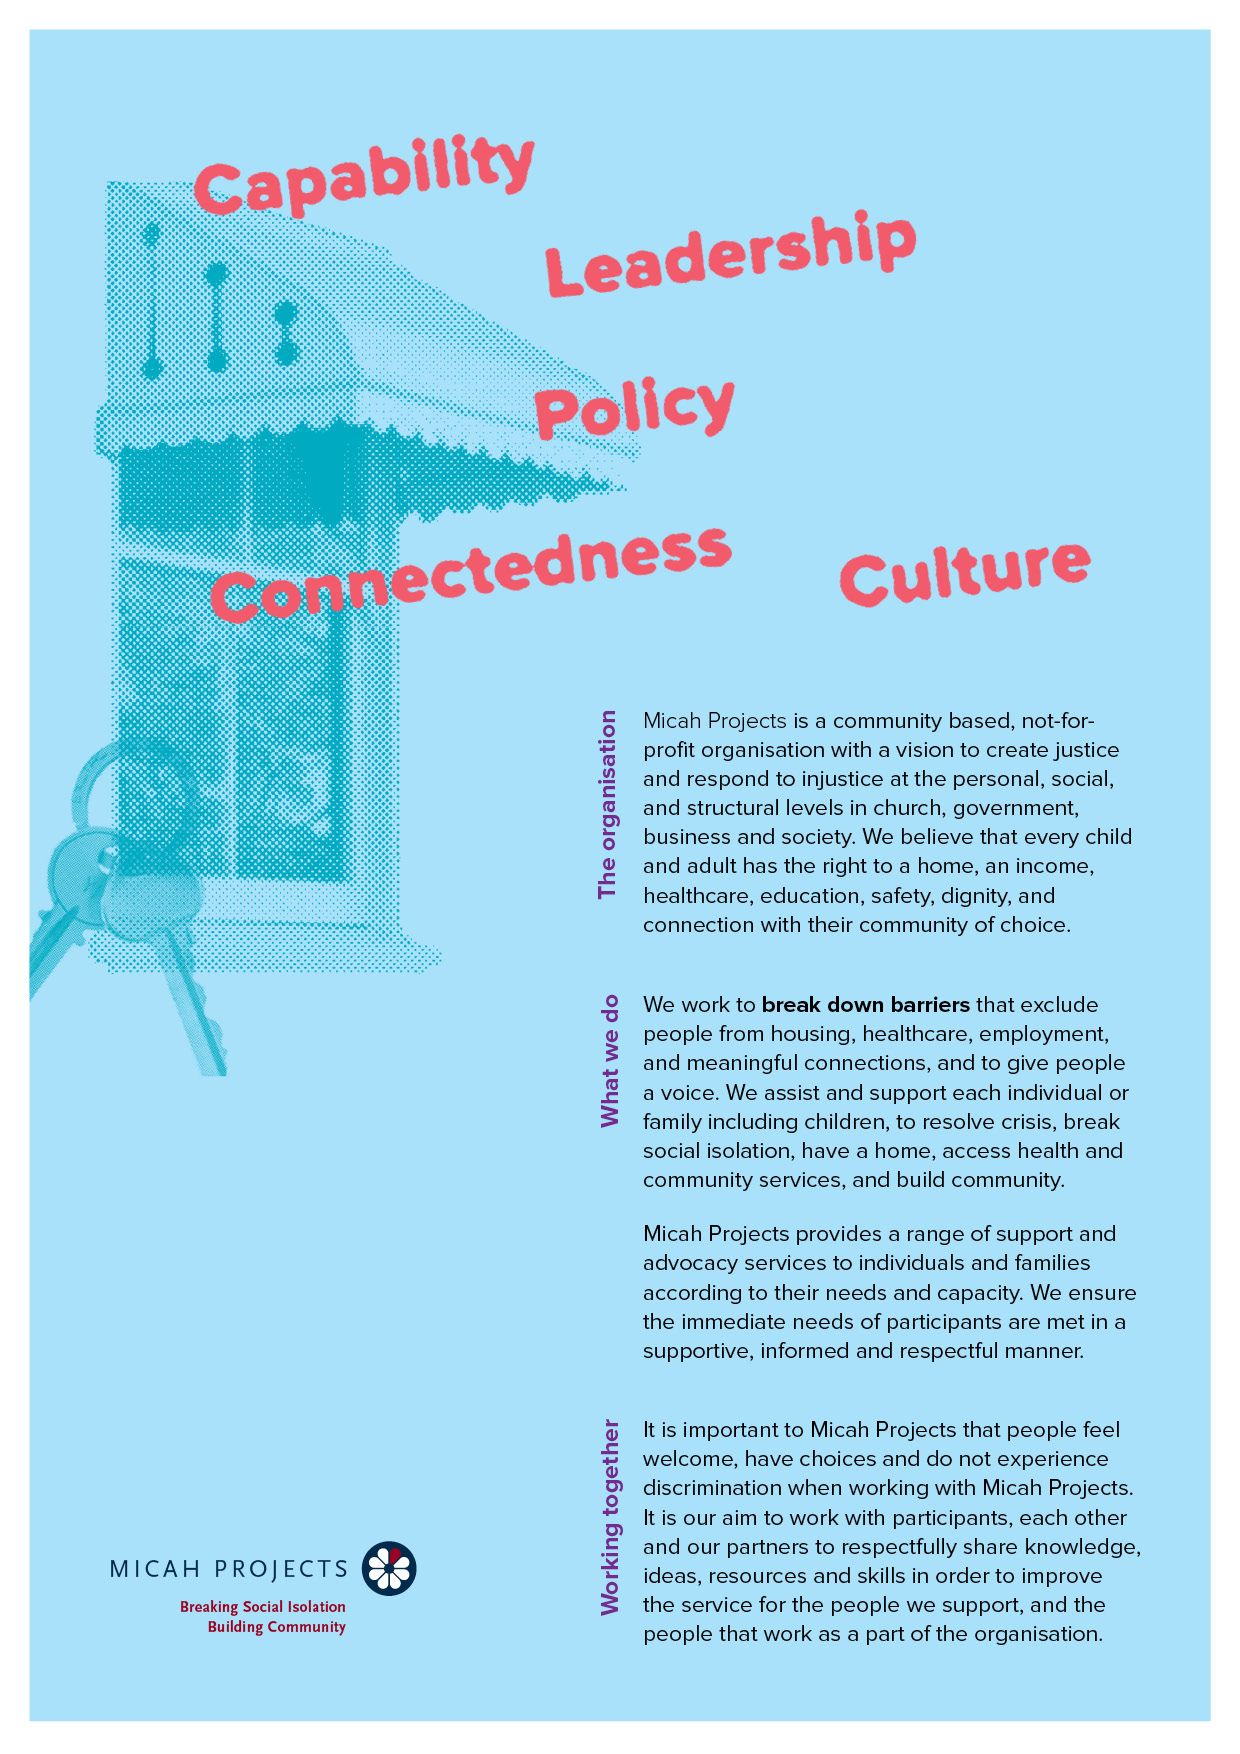 Capability
Leadership
Policy
Connectedness
Culture
The organisation
Micah Projects is a community based, not-for-
profit organisation with a vision to create justice
and respond to injustice at the personal, social,
and structural levels in church, government,
business and society. We believe that every child
and adult has the right to a home, an income,
healthcare, education, safety, dignity, and
connection with their community of choice.
What we do
We work to break down barriers that exclude
people from housing, healthcare, employment,
and meaningful connections, and to give people
a voice. We assist and support each individual or
family including children, to resolve crisis, break
social isolation, have a home, access health and
community services, and build community.
Micah Projects provides a range of support and
advocacy services to individuals and families
according to their needs and capacity. We ensure
the immediate needs of participants are met in a
supportive, informed and respectful manner.
Working together
It is important to Micah Projects that people feel
welcome, have choices and do not experience
discrimination when working with Micah Projects.
It is our aim to work with participants, each other
and our partners to respectfully share knowledge,
ideas, resources and skills in order to improve
the service for the people we support, and the
people that work as a part of the organisation.
MICAH PROJECTS
Breaking Social Isolation
Building Community